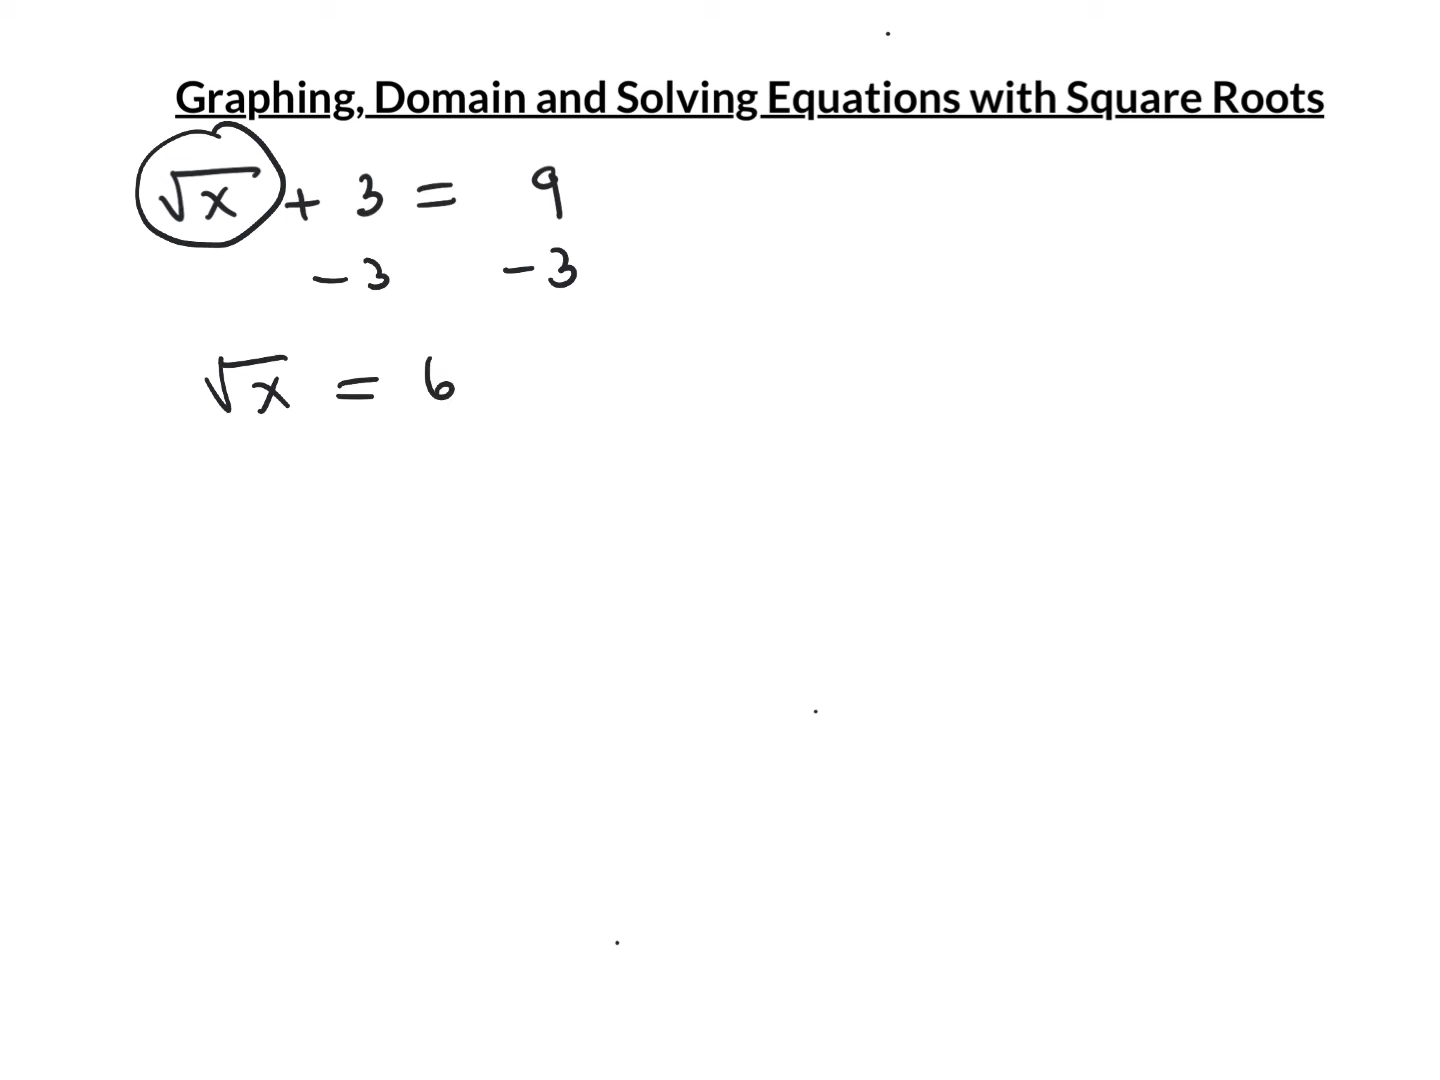 Graphing, Domain and Solving Equations with Square Roots
√x + 3 = 9
- 3 - 3
√x = 6